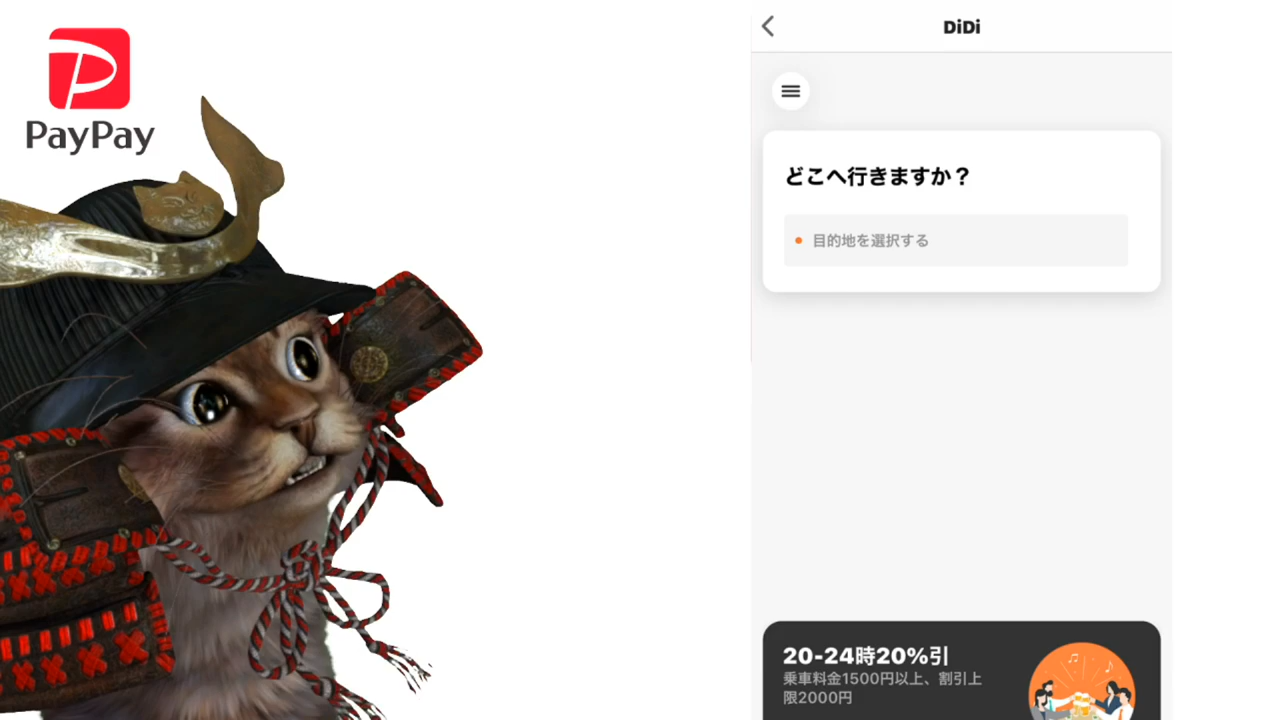 PayPay
DiDi
どこへ行きますか？
目的地を選択する
20-24時20%引
乗車料金1500円以上、割引上
限2000円